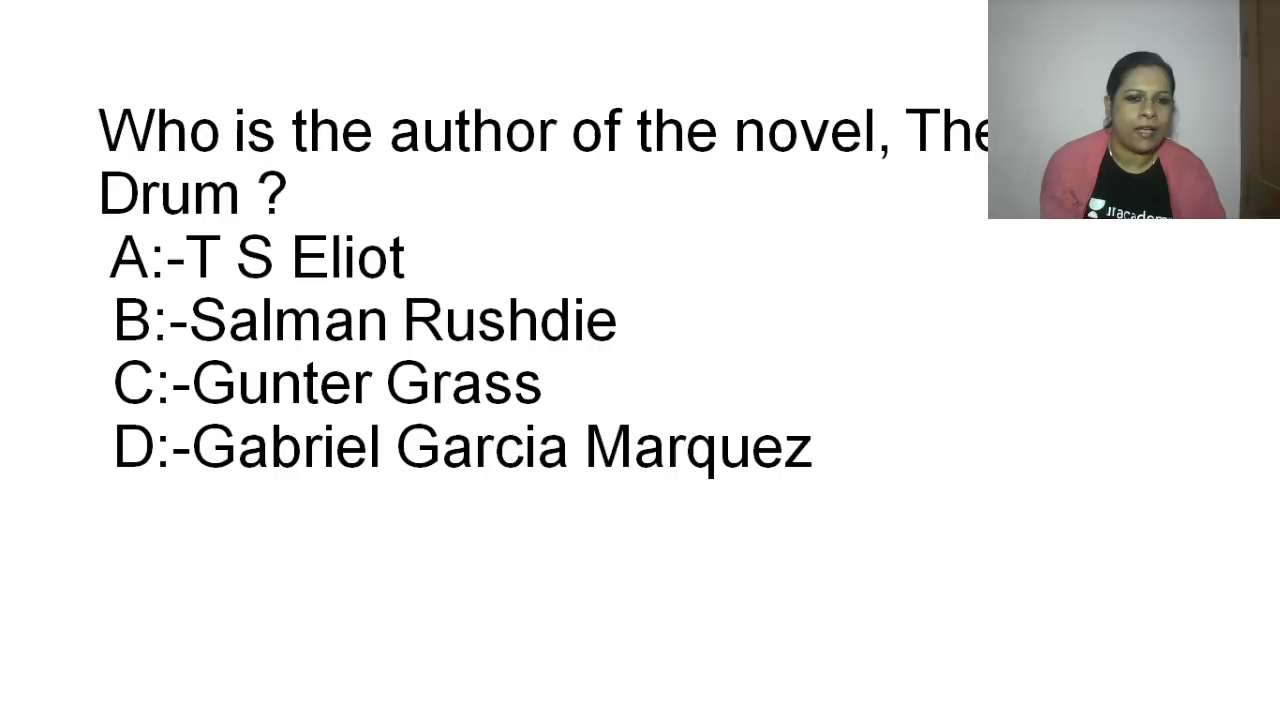 Who is the author of the novel, The
Drum ?
A:-T S Eliot
B:-Salman Rushdie
C:-Gunter Grass
D:-Gabriel Garcia Marquez